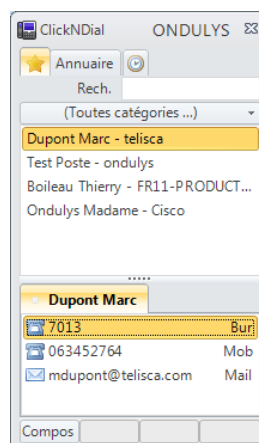 ClickNDial ONDULYS
Annuaire
Rech.
(Toutes catégories ...)
Dupont Marc - telisca
Test Poste - ondulys
Boileau Thierry - FR11-PRODUCT...
Ondulys Madame - Cisco
Dupont Marc
7013 Bur
063452764 Mob
mdupont@telisca.com Mail
Compos